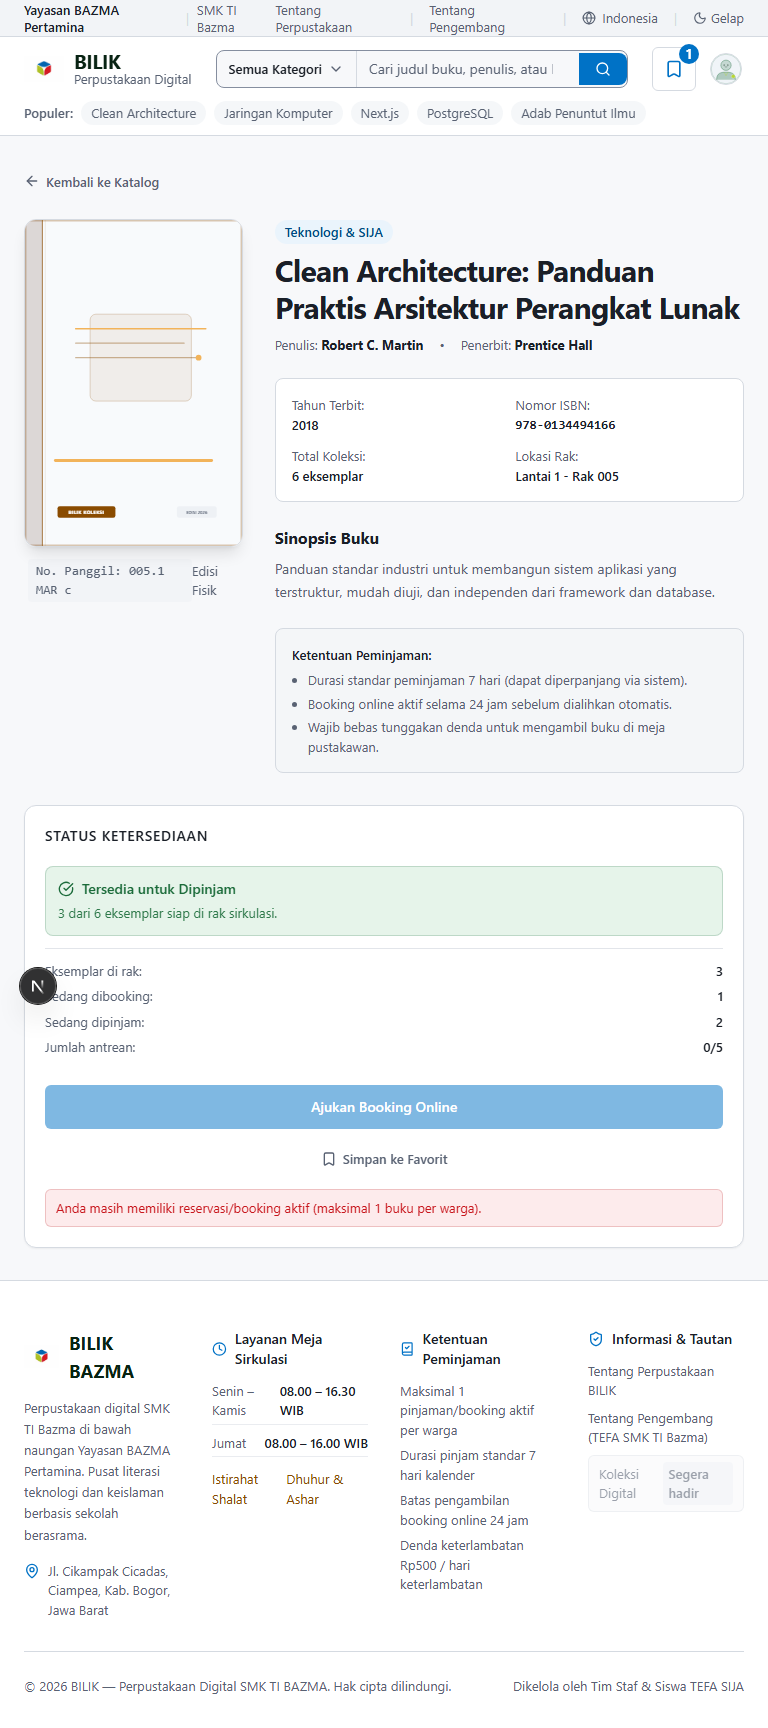 Yayasan BAZMA Pertamina
SMK TI Bazma
Tentang Perpustakaan
Tentang Pengembang
Indonesia
Gelap
BILIK
Perpustakaan Digital
Semua Kategori
Cari judul buku, penulis, atau
1
Populer:
Clean Architecture
Jaringan Komputer
Next.js
PostgreSQL
Adab Penuntut Ilmu
Kembali ke Katalog
BILIK KOLEKSI
Teknologi & SIJA
Clean Architecture: Panduan
Praktis Arsitektur Perangkat Lunak
Penulis: Robert C. Martin • Penerbit: Prentice Hall
Tahun Terbit:
2018
Nomor ISBN:
978-0134494166
Total Koleksi:
6 eksemplar
Lokasi Rak:
Lantai 1 - Rak 005
No. Panggil: 005.1
MAR c
Edisi
Fisik
Sinopsis Buku
Panduan standar industri untuk membangun sistem aplikasi yang
terstruktur, mudah diuji, dan independen dari framework dan database.
Ketentuan Peminjaman:
Durasi standar peminjaman 7 hari (dapat diperpanjang via sistem).
Booking online aktif selama 24 jam sebelum dialihkan otomatis.
Wajib bebas tunggakan denda untuk mengambil buku di meja
pustakawan.
STATUS KETERSEDIAAN
Tersedia untuk Dipinjam
3 dari 6 eksemplar siap di rak sirkulasi.
Eksemplar di rak: 3
N
Sedang dibooking: 1
Sedang dipinjam: 2
Jumlah antrean: 0/5
Ajukan Booking Online
Simpan ke Favorit
Anda masih memiliki reservasi/booking aktif (maksimal 1 buku per warga).
BILIK
BAZMA
Perpustakaan digital SMK
TI Bazma di bawah
naungan Yayasan BAZMA
Pertamina. Pusat literasi
teknologi dan keislaman
berbasis sekolah
berasrama.
Jl. Cikampak Cicadas,
Ciampea, Kab. Bogor,
Jawa Barat
Layanan Meja
Sirkulasi
Senin –
Kamis
08.00 – 16.30
WIB
Jumat 08.00 – 16.00 WIB
Istirahat
Shalat
Dhuhur &
Ashar
Ketentuan
Peminjaman
Maksimal 1
pinjaman/booking aktif
per warga
Durasi pinjam standar 7
hari kalender
Batas pengambilan
booking online 24 jam
Denda keterlambatan
Rp500 / hari
keterlambatan
Informasi & Tautan
Tentang Perpustakaan
BILIK
Tentang Pengembang
(TEFA SMK TI Bazma)
Koleksi
Digital
Segera
hadir
© 2026 BILIK — Perpustakaan Digital SMK TI BAZMA. Hak cipta dilindungi.
Dikelola oleh Tim Staf & Siswa TEFA SIJA